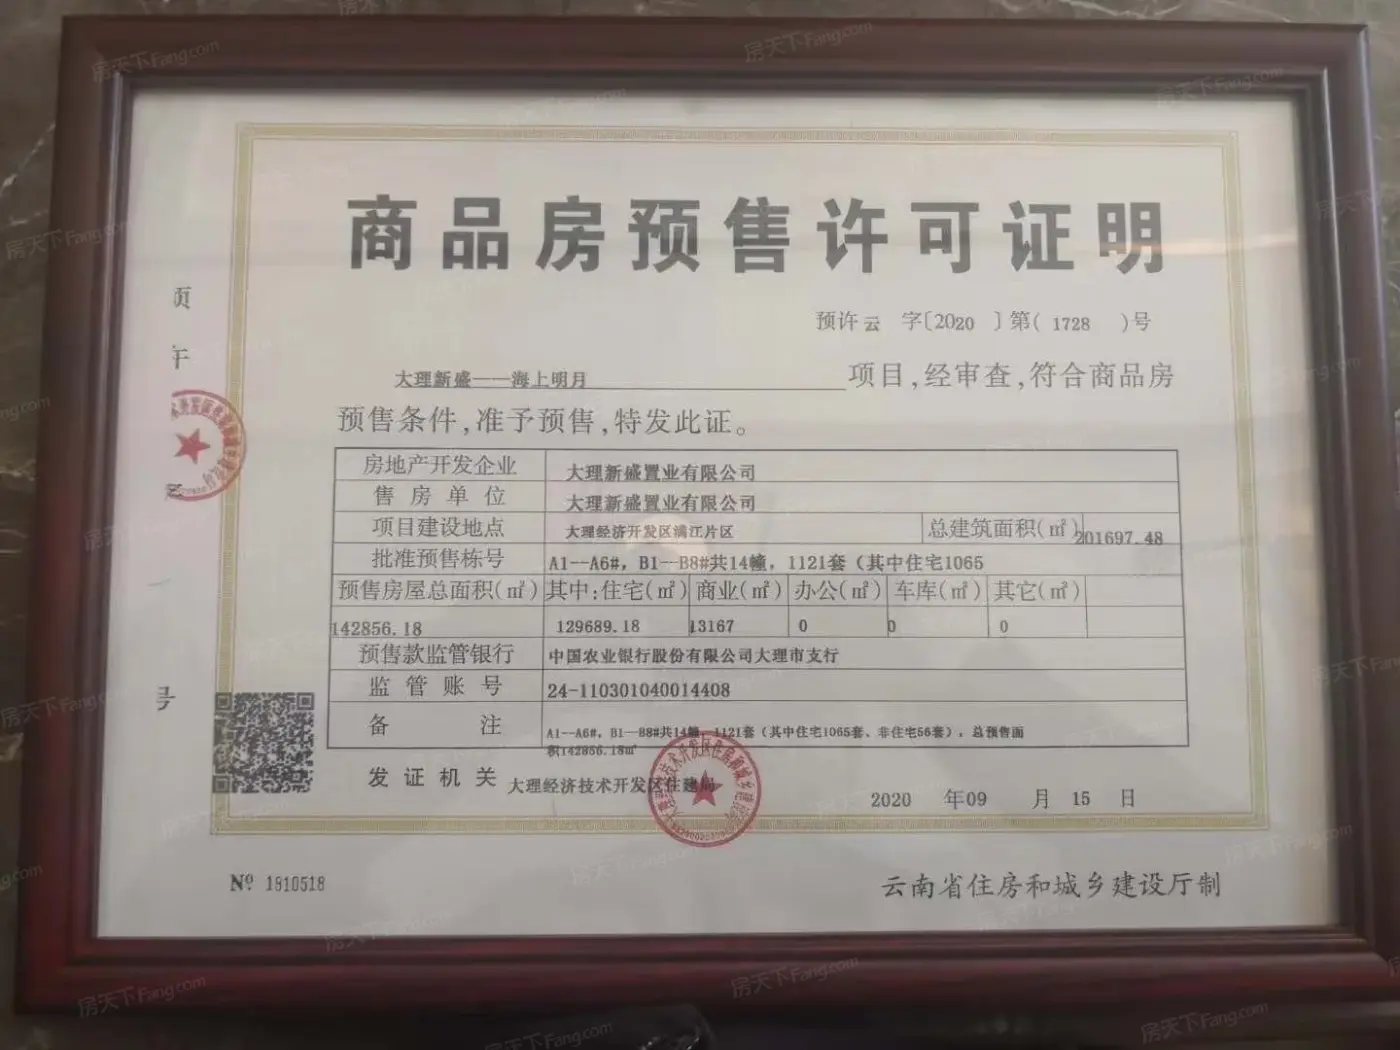 商品房预售许可证明
预许云 字〔2020 〕第( 1728 )号
大理新盛——海上明月 项目,经审查,符合商品房
预售条件,准予预售,特发此证。
房地产开发企业 大理新盛置业有限公司
售房单位 大理新盛置业有限公司
项目建设地点 大理经济开发区满江片区 总建筑面积(㎡) 201697.48
批准预售栋号 A1--A6#, B1--B8#共14幢, 1121套(其中住宅1065
预售房屋总面积(㎡) 其中:住宅(㎡) 商业(㎡) 办公(㎡) 车库(㎡) 其它(㎡)
142856.18 129689.18 13167 0 0 0
预售款监管银行 中国农业银行股份有限公司大理市支行
监管账号 24-110301040014408
备注 A1--A6#, B1--B8#共14幢, 1121套(其中住宅1065套、非住宅56套), 总预售面
积142856.18㎡
发证机关 大理经济技术开发区住建局
2020 年09 月 15 日
Nº 1810518
云南省住房和城乡建设厅制
号
房天下Fang.com